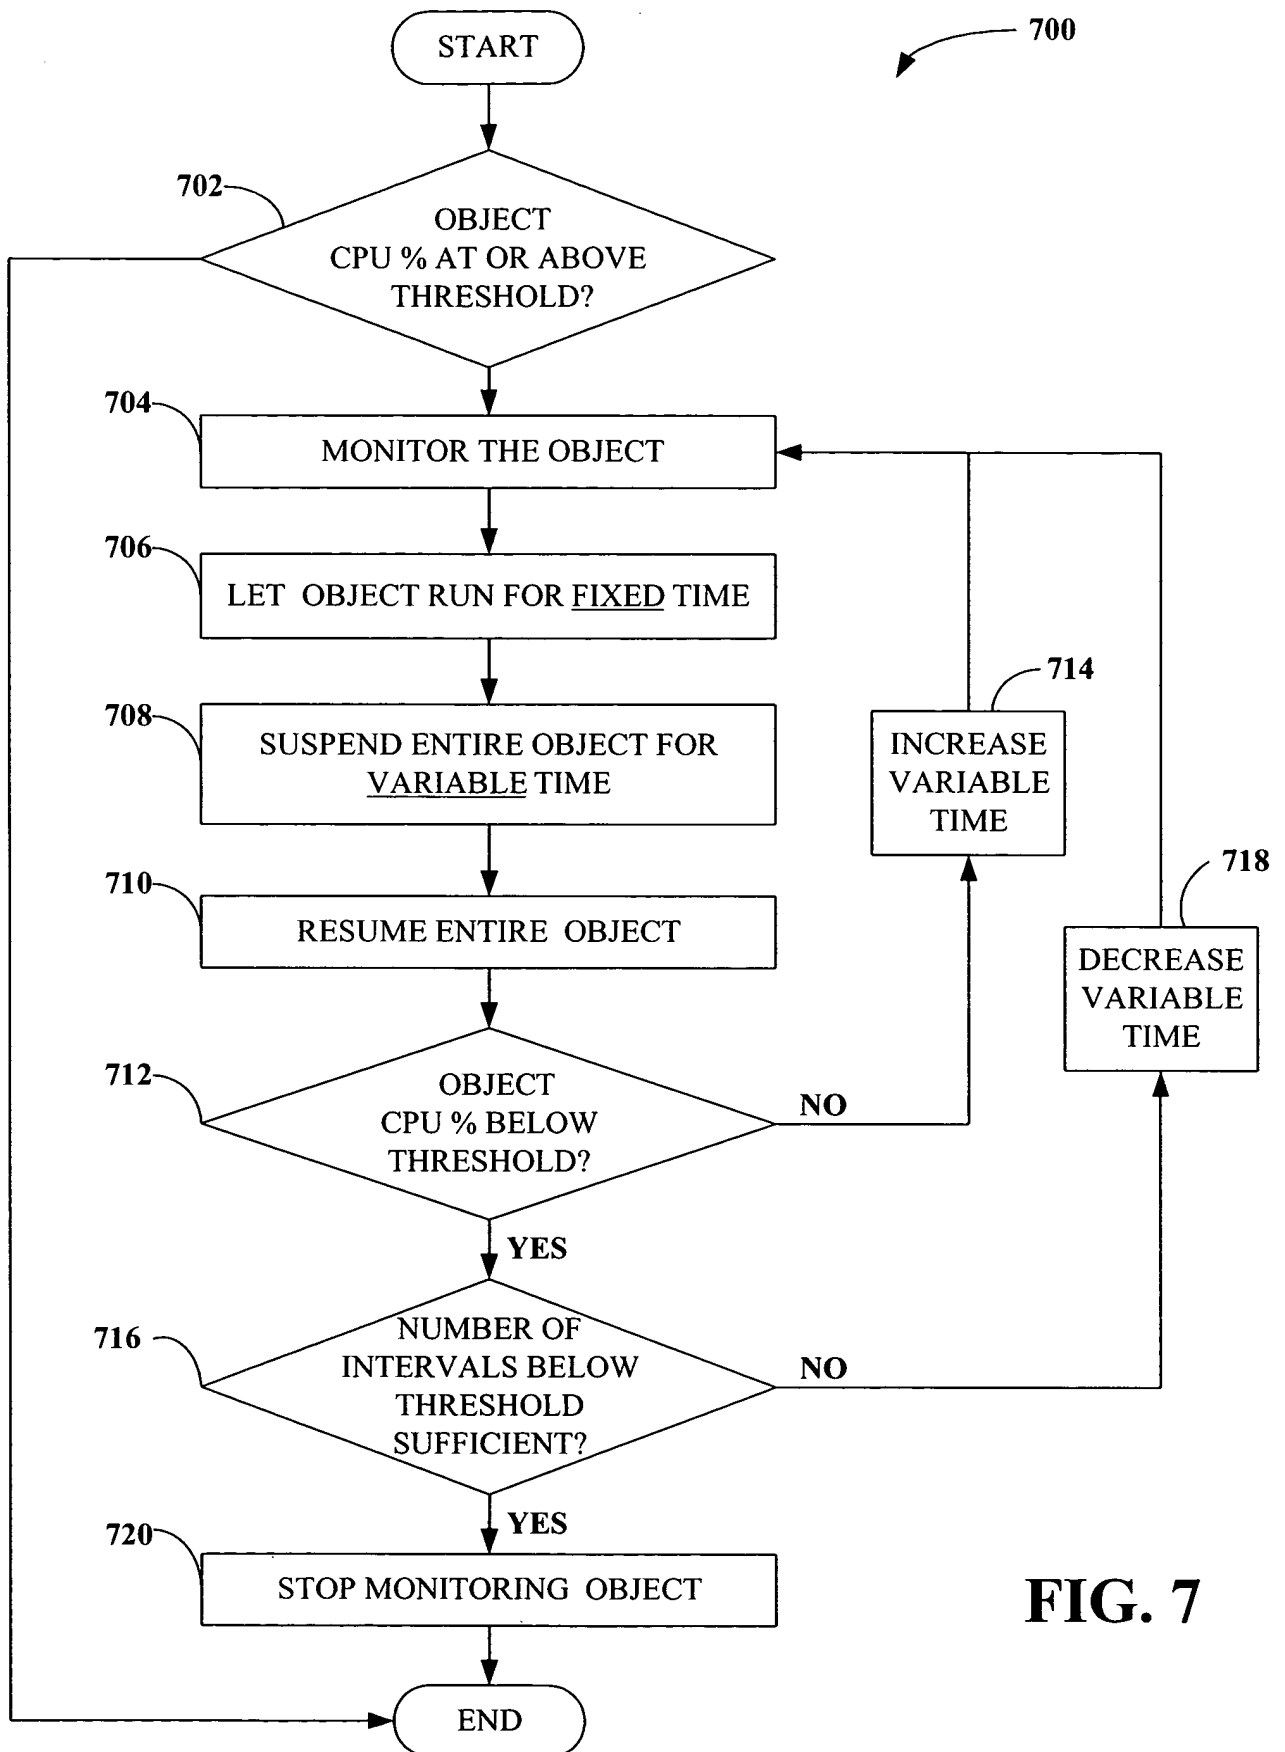 START
700
702
OBJECT
CPU % AT OR ABOVE
THRESHOLD?
704
MONITOR THE OBJECT
706
LET OBJECT RUN FOR FIXED TIME
708
SUSPEND ENTIRE OBJECT FOR
VARIABLE TIME
714
INCREASE
VARIABLE
TIME
710
RESUME ENTIRE OBJECT
718
DECREASE
VARIABLE
TIME
712
OBJECT
CPU % BELOW
THRESHOLD?
NO
YES
716
NUMBER OF
INTERVALS BELOW
THRESHOLD
SUFFICIENT?
NO
YES
720
STOP MONITORING OBJECT
FIG. 7
END